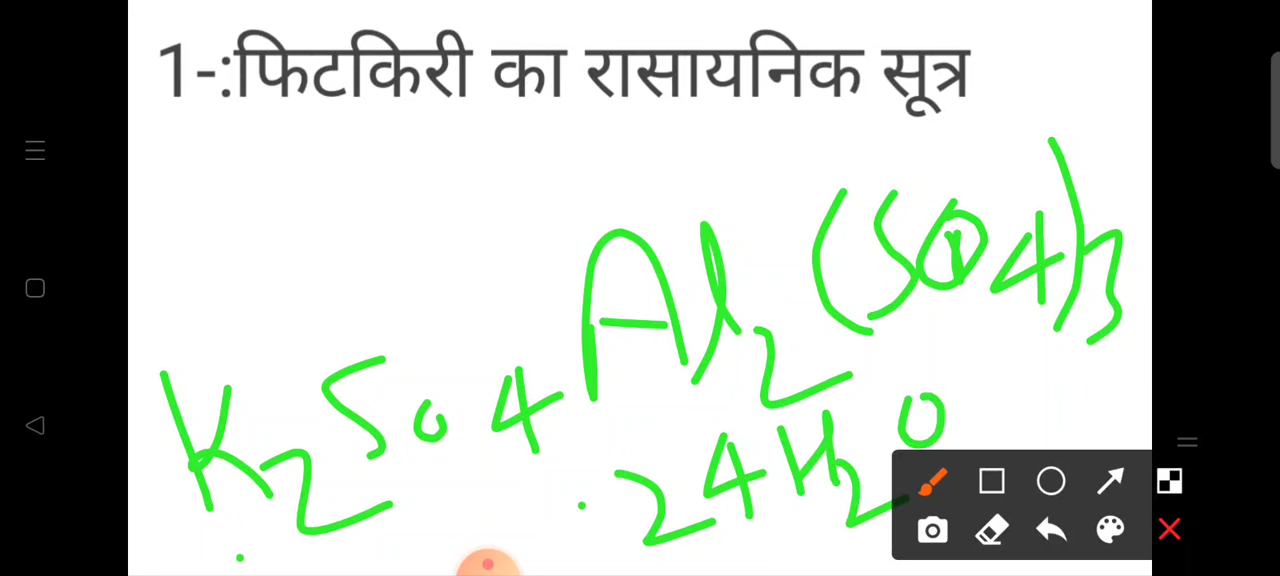 1-:फिटकिरी का रासायनिक सूत्र
K2So4 Al2(SO4)3
.24H2O